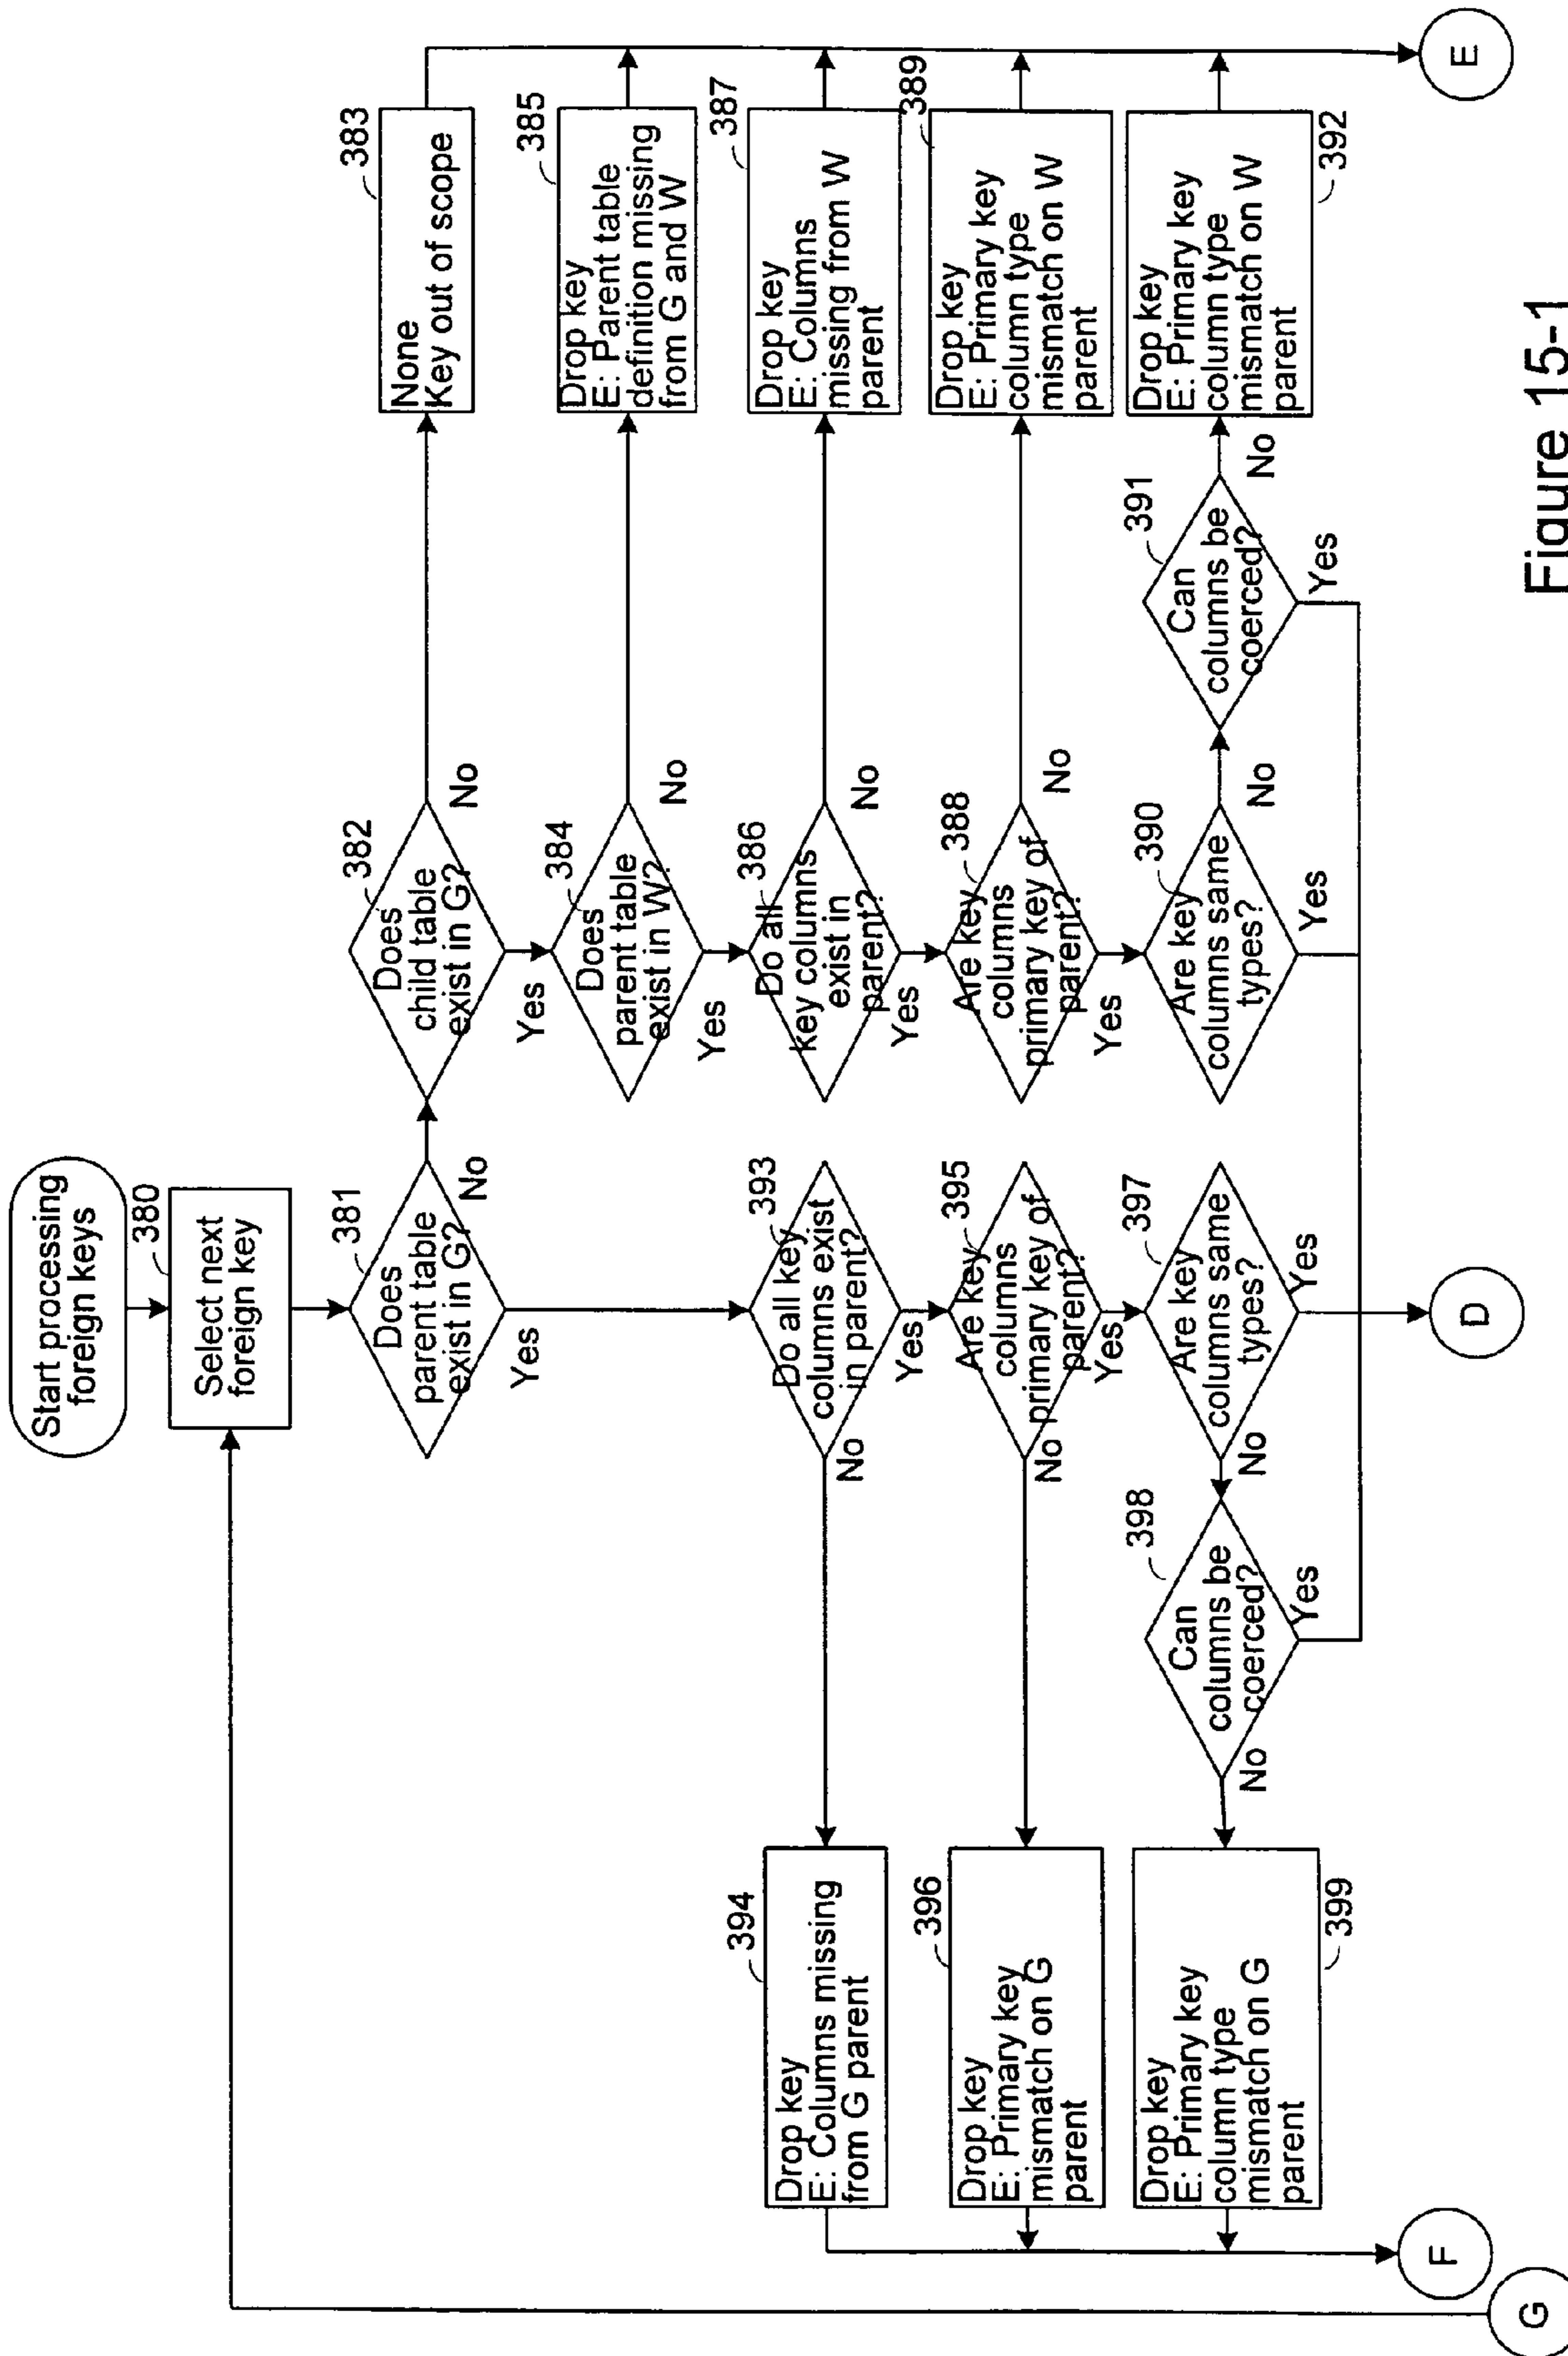 Start processing
foreign keys
380
Select next
foreign key
381
Does
parent table
exist in G?
No
Yes
382
Does
child table
exist in G?
No
Yes
383
None
Key out of scope
384
Does
parent table
exist in W?
No
Yes
385
Drop key
E: Parent table
definition missing
from G and W
386
Do all
key columns
exist in
parent?
No
Yes
387
Drop key
E: Columns
missing from W
parent
388
Are key
columns
primary key of
parent?
No
Yes
389
Drop key
E: Primary key
column type
mismatch on W
parent
390
Are key
columns same
types?
No
Yes
391
Can
columns be
coerced?
No
Yes
392
Drop key
E: Primary key
column type
mismatch on W
parent
393
Do all key
columns exist
in parent?
No
Yes
394
Drop key
E: Columns missing
from G parent
395
Are key
columns
primary key of
parent?
No
Yes
396
Drop key
E: Primary key
mismatch on G
parent
397
Are key
columns same
types?
No
Yes
398
Can
columns be
coerced?
No
Yes
399
Drop key
E: Primary key
column type
mismatch on G
parent
G
F
D
E
Figure 15-1